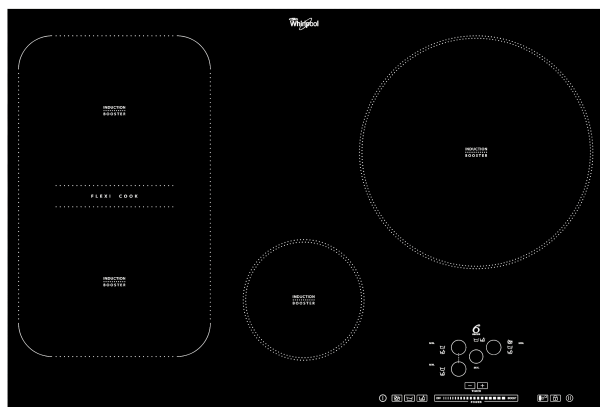 Whirlpool
INDUCTION
BOOSTER
FLEXI COOK
INDUCTION
BOOSTER
INDUCTION
BOOSTER
INDUCTION
BOOSTER